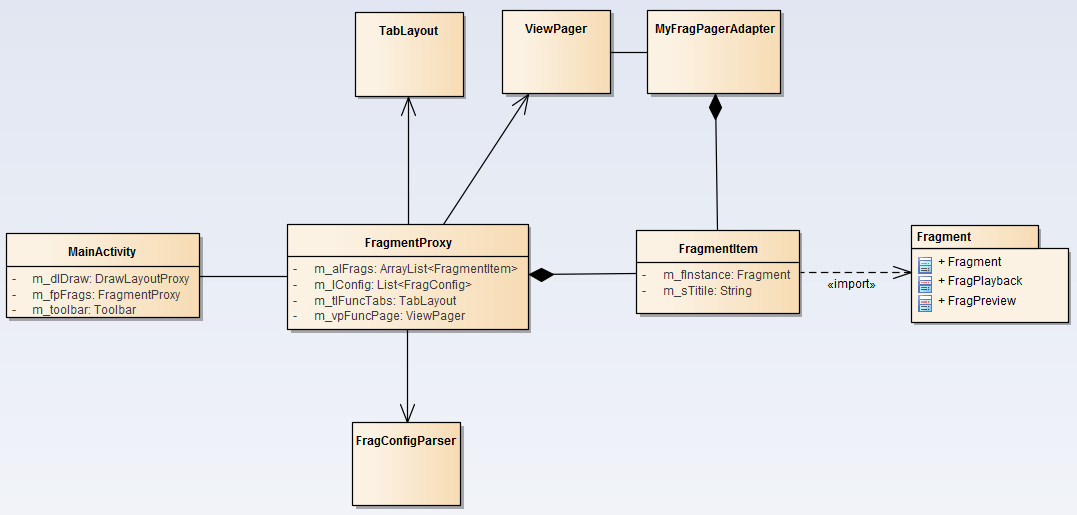 TabLayout
ViewPager
MyFragPagerAdapter
MainActivity
- m_dlDraw: DrawLayoutProxy
- m_fpFrags: FragmentProxy
- m_toolbar: Toolbar
FragmentProxy
- m_alFrags: ArrayList<FragmentItem>
- m_lConfig: List<FragConfig>
- m_tlFuncTabs: TabLayout
- m_vpFuncPage: ViewPager
FragmentItem
- m_fInstance: Fragment
- m_sTitile: String
«import»
Fragment
+ Fragment
+ FragPlayback
+ FragPreview
FragConfigParser